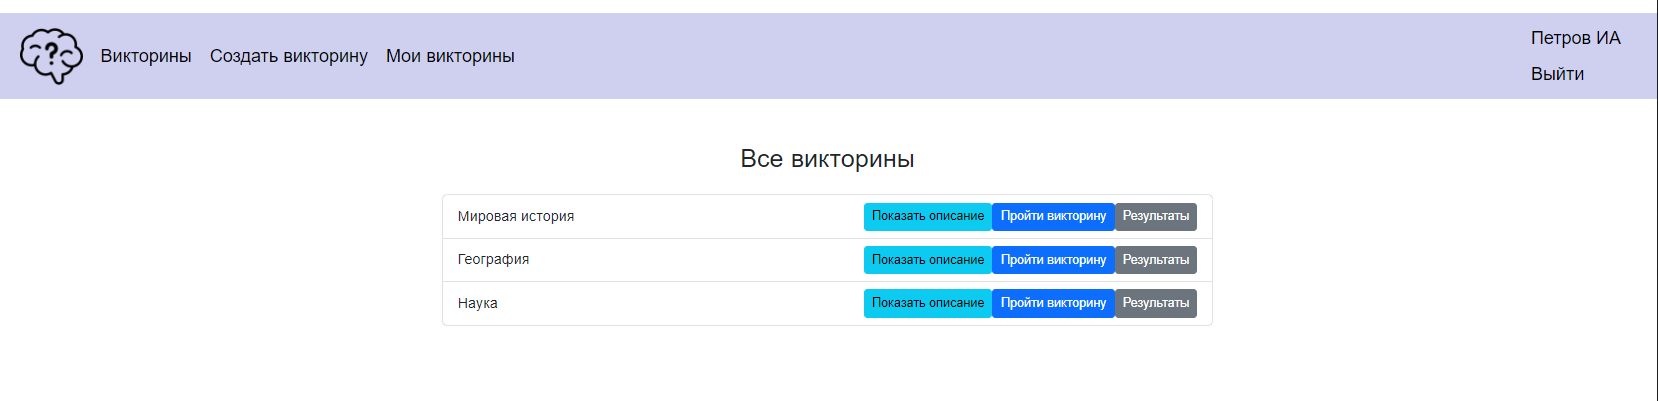 ?
Викторины Создать викторину Мои викторины
Петров ИА
Выйти
Все викторины
Мировая история Показать описание Пройти викторину Результаты
География Показать описание Пройти викторину Результаты
Наука Показать описание Пройти викторину Результаты